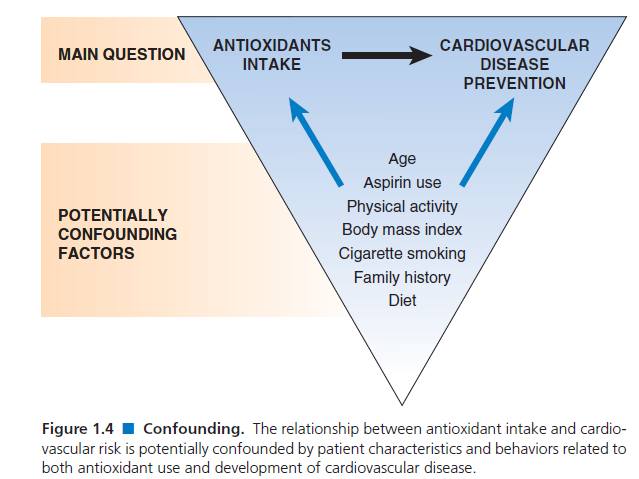 MAIN QUESTION
ANTIOXIDANTS
INTAKE
CARDIOVASCULAR
DISEASE
PREVENTION
POTENTIALLY
CONFOUNDING
FACTORS
Age
Aspirin use
Physical activity
Body mass index
Cigarette smoking
Family history
Diet
Figure 1.4 ■ Confounding. The relationship between antioxidant intake and cardio-
vascular risk is potentially confounded by patient characteristics and behaviors related to
both antioxidant use and development of cardiovascular disease.